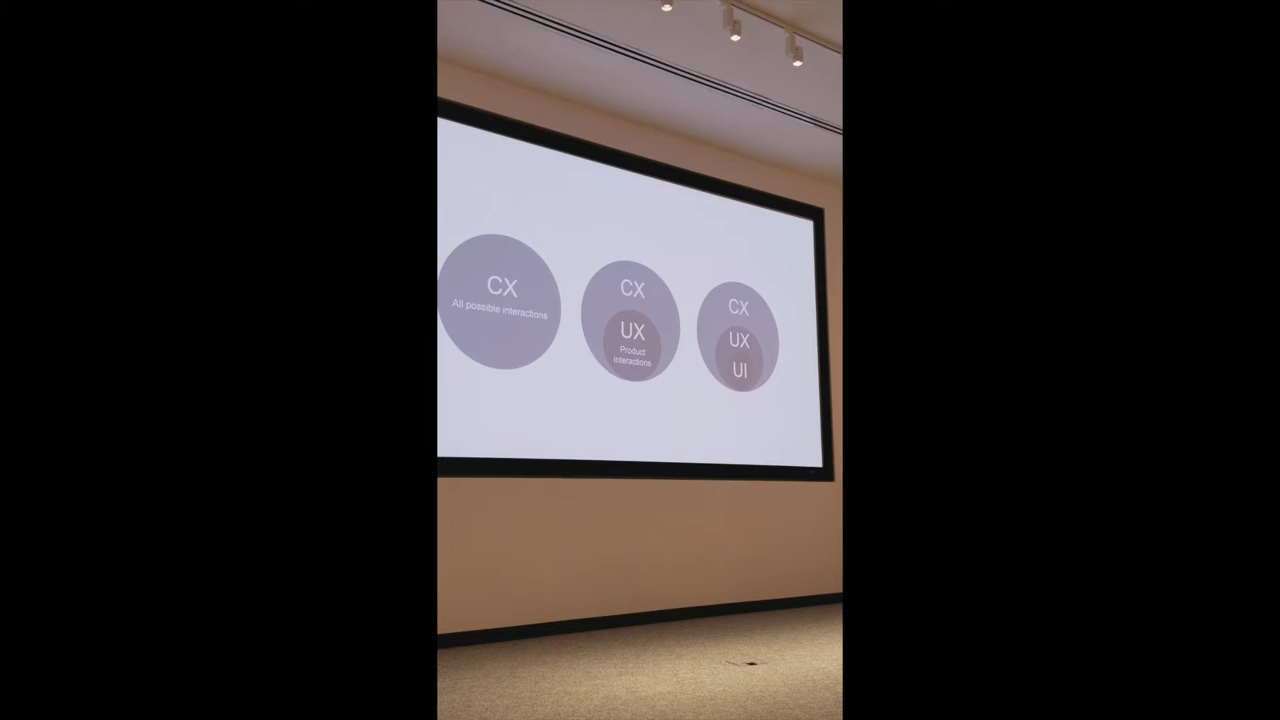 CX
All possible interactions
CX
UX
Product
interactions
CX
UX
UI